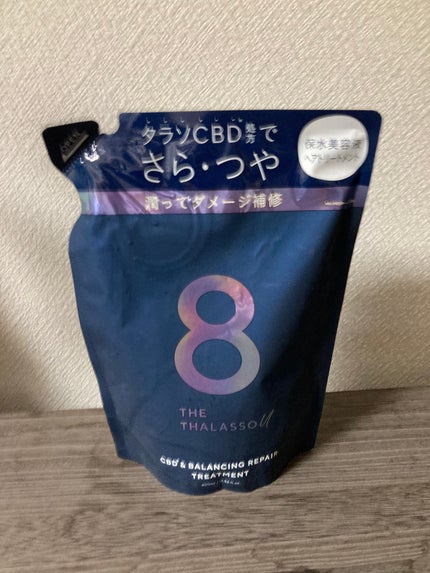 タラソCBD処方で
さら・つや
保水美容液
ヘアトリートメント
潤ってダメージ補修
8
THE
THALASSO U
CBD & BALANCING REPAIR
TREATMENT